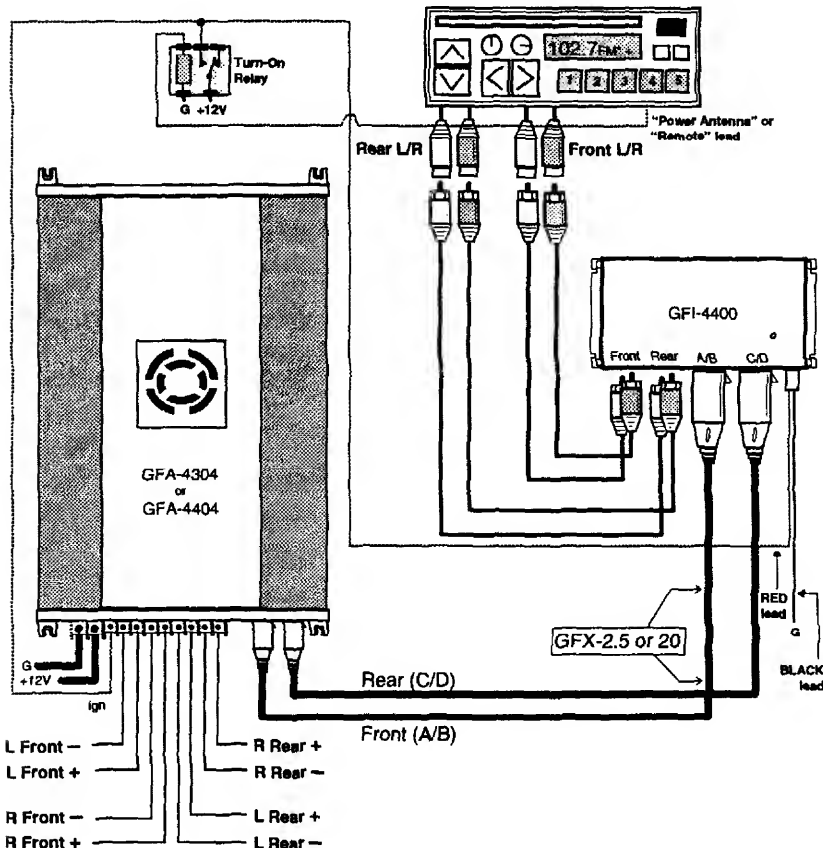 102.7 FM
1 2 3 4 5
Turn-On
Relay
G +12V
"Power Antenna" or
"Remote" lead
Rear L/R
Front L/R
GFI-4400
Front Rear A/B C/D
GFA-4304
or
GFA-4404
RED
lead
G
BLACK
lead
GFX-2.5 or 20
G
+12V
ign
Rear (C/D)
Front (A/B)
L Front −
L Front +
R Front −
R Front +
R Rear +
R Rear −
L Rear +
L Rear −